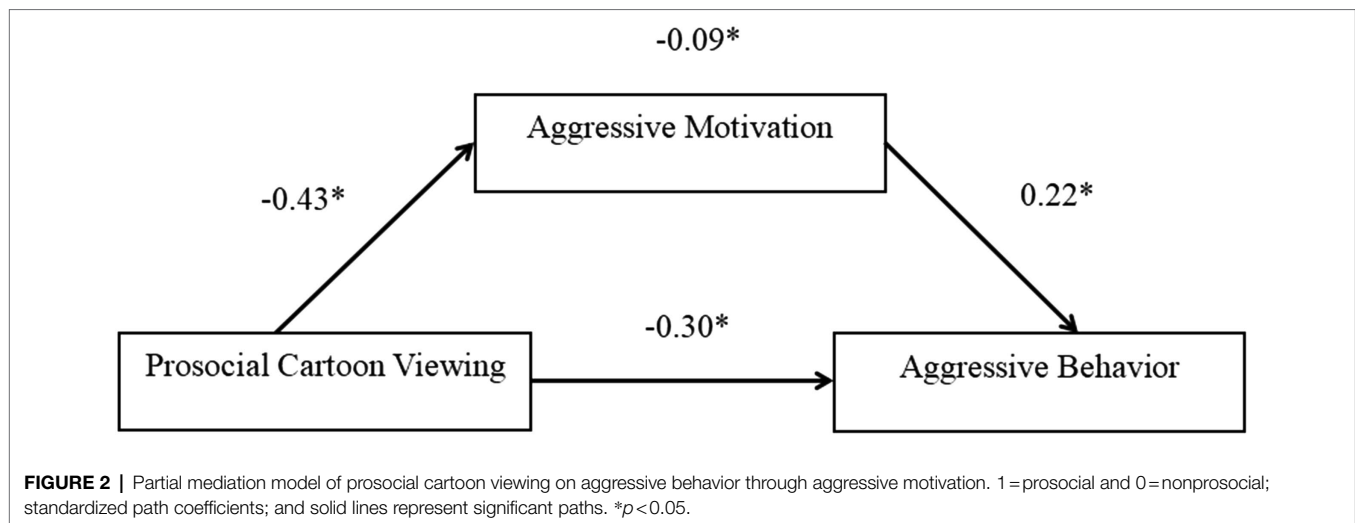 -0.09*
Aggressive Motivation
-0.43*
0.22*
-0.30*
Prosocial Cartoon Viewing
Aggressive Behavior
FIGURE 2 | Partial mediation model of prosocial cartoon viewing on aggressive behavior through aggressive motivation. 1=prosocial and 0=nonprosocial;
standardized path coefficients; and solid lines represent significant paths. *p<0.05.